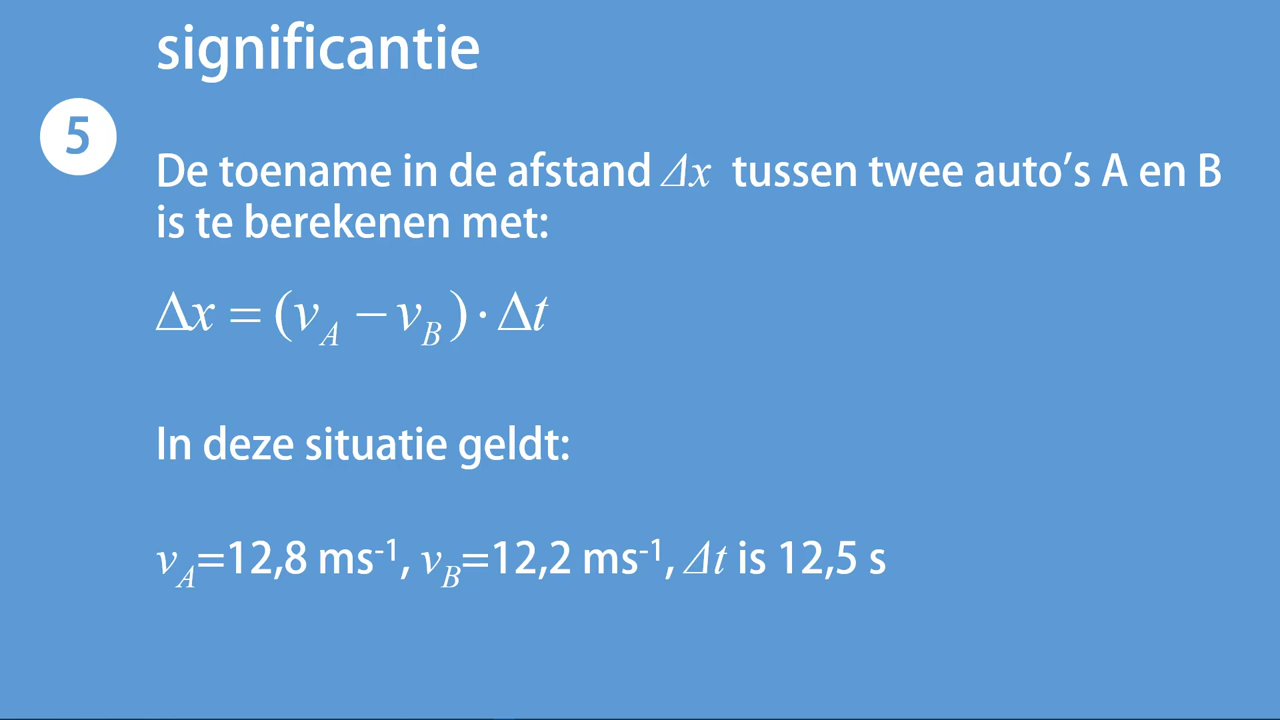 significantie
5
De toename in de afstand Δx tussen twee auto’s A en B
is te berekenen met:
Δx = (v_A − v_B) · Δt
In deze situatie geldt:
v_A=12,8 ms⁻¹, v_B=12,2 ms⁻¹, Δt is 12,5 s